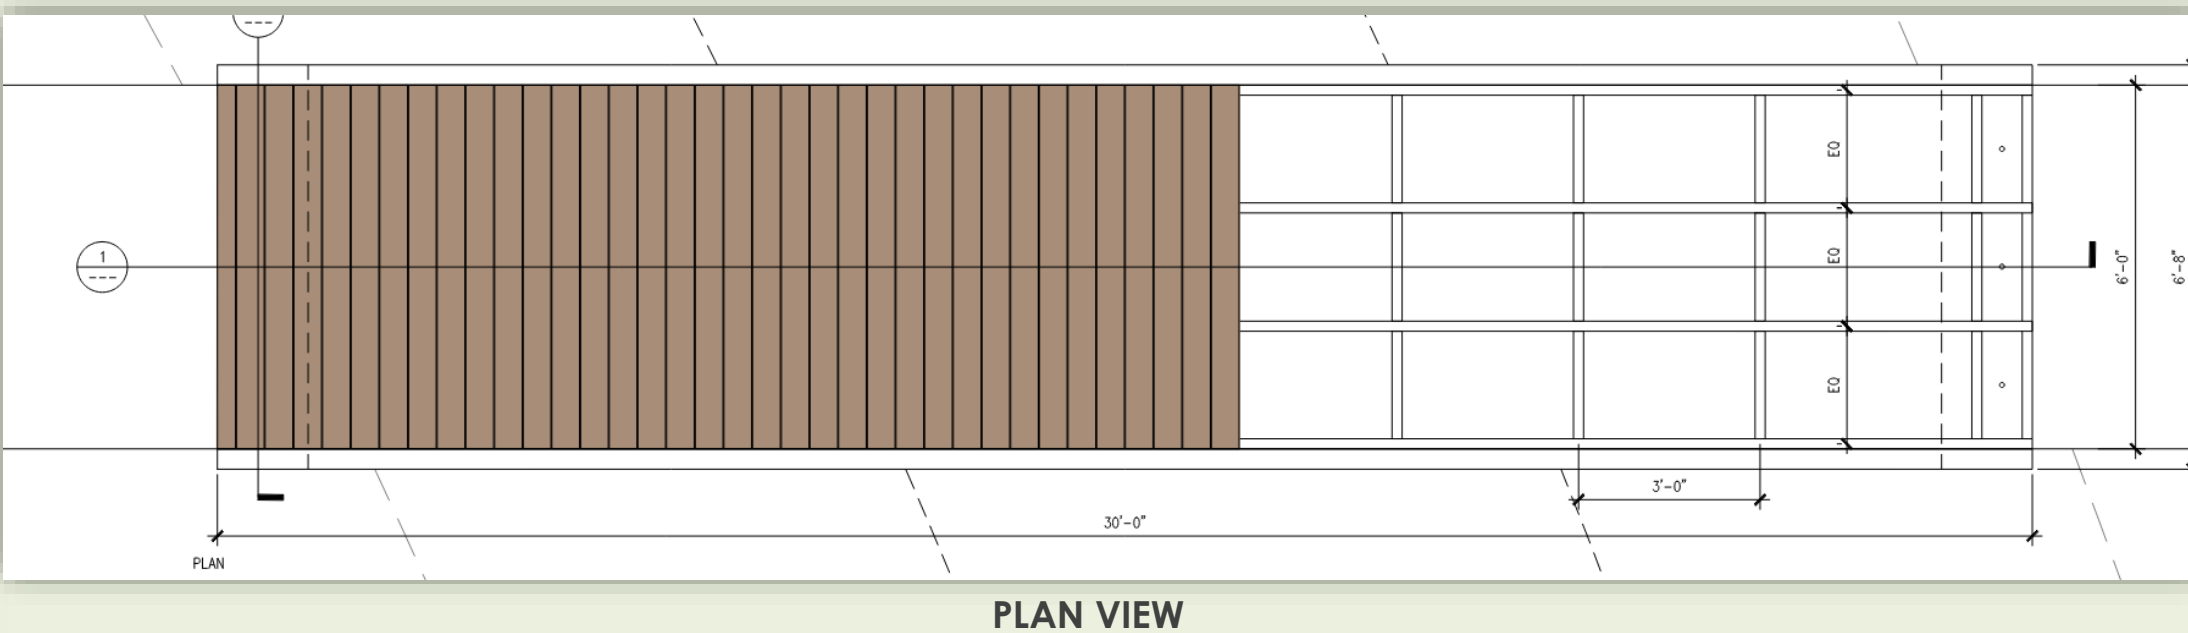 ---
1
---
EQ
EQ
EQ
6'-0"
6'-8"
3'-0"
30'-0"
PLAN
PLAN VIEW